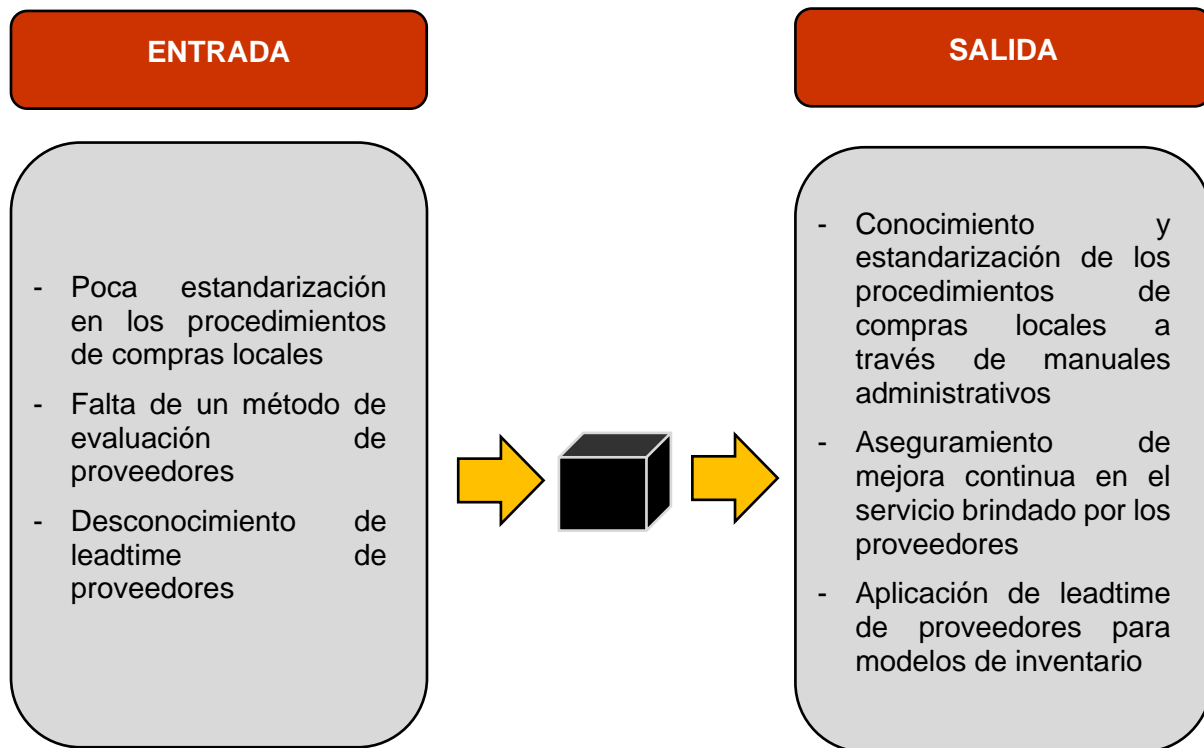 ENTRADA
- Poca estandarización
en los procedimientos
de compras locales
- Falta de un método de
evaluación de
proveedores
- Desconocimiento de
leadtime de
proveedores
SALIDA
- Conocimiento y
estandarización de los
procedimientos de
compras locales a
través de manuales
administrativos
- Aseguramiento de
mejora continua en el
servicio brindado por los
proveedores
- Aplicación de leadtime
de proveedores para
modelos de inventario